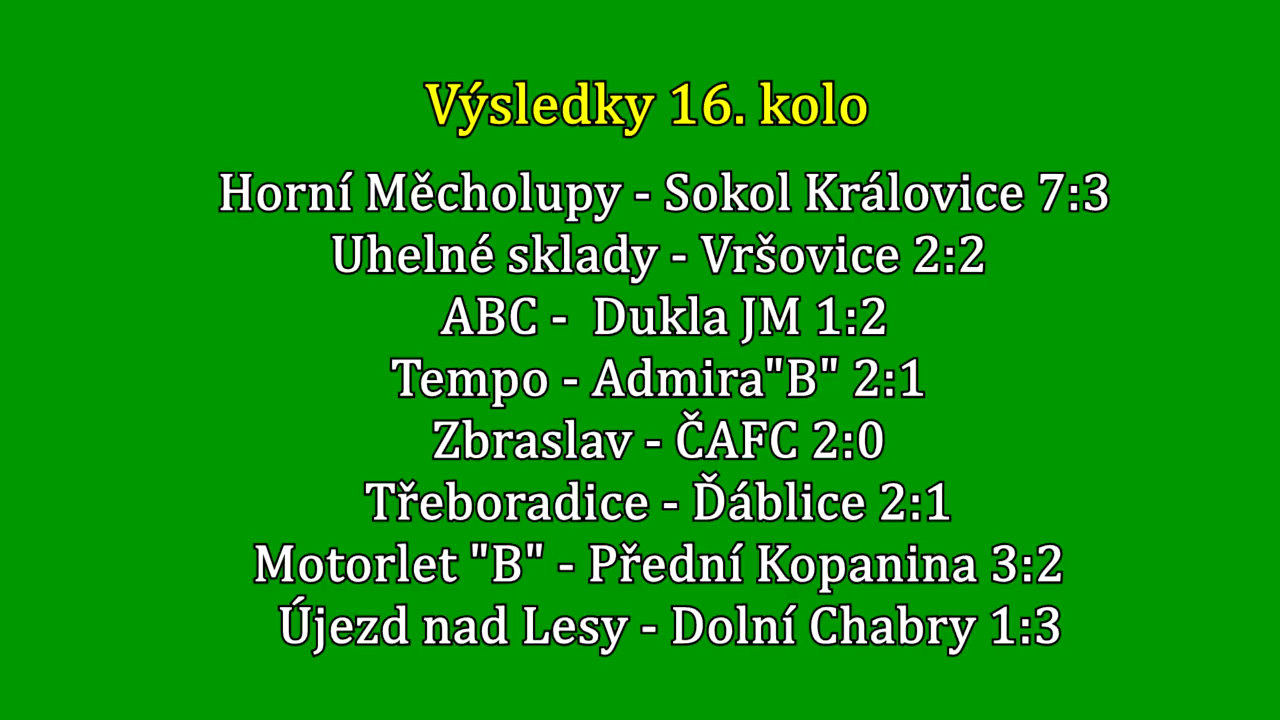 Výsledky 16. kolo
Horní Měcholupy - Sokol Královice 7:3
Uhelné sklady - Vršovice 2:2
ABC -  Dukla JM 1:2
Tempo - Admira"B" 2:1
Zbraslav - ČAFC 2:0
Třeboradice - Ďáblice 2:1
Motorlet "B" - Přední Kopanina 3:2
Újezd nad Lesy - Dolní Chabry 1:3